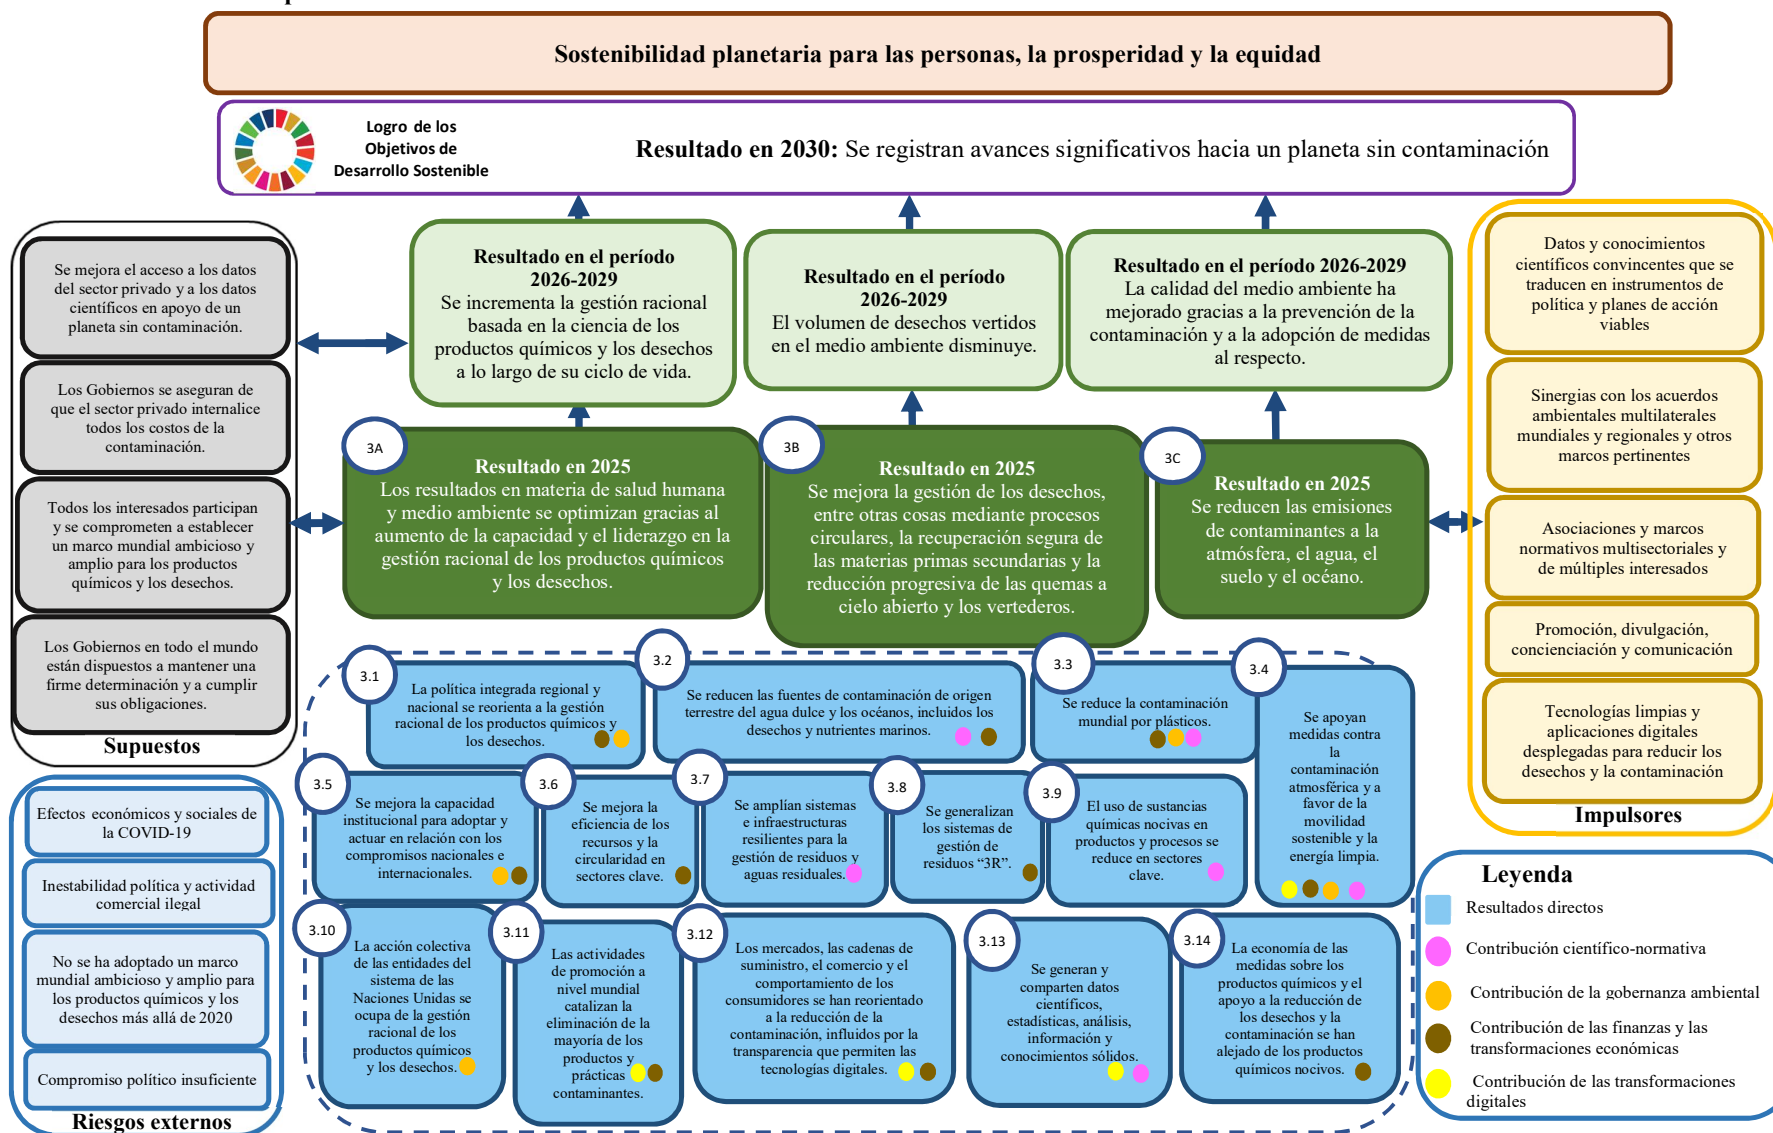 Sostenibilidad planetaria para las personas, la prosperidad y la equidad
Logro de los
Objetivos de
Desarrollo Sostenible
Resultado en 2030: Se registran avances significativos hacia un planeta sin contaminación
Se mejora el acceso a los datos
del sector privado y a los datos
científicos en apoyo de un
planeta sin contaminación.
Los Gobiernos se aseguran de
que el sector privado internalice
todos los costos de la
contaminación.
Todos los interesados participan
y se comprometen a establecer
un marco mundial ambicioso y
amplio para los productos
químicos y los desechos.
Los Gobiernos en todo el mundo
están dispuestos a mantener una
firme determinación y a cumplir
sus obligaciones.
Supuestos
Efectos económicos y sociales de
la COVID-19
Inestabilidad política y actividad
comercial ilegal
No se ha adoptado un marco
mundial ambicioso y amplio para
los productos químicos y los
desechos más allá de 2020
Compromiso político insuficiente
Riesgos externos
Resultado en el período
2026-2029
Se incrementa la gestión racional
basada en la ciencia de los
productos químicos y los desechos
a lo largo de su ciclo de vida.
Resultado en el período
2026-2029
El volumen de desechos vertidos
en el medio ambiente disminuye.
Resultado en el período 2026-2029
La calidad del medio ambiente ha
mejorado gracias a la prevención de la
contaminación y a la adopción de medidas
al respecto.
3A
Resultado en 2025
Los resultados en materia de salud humana
y medio ambiente se optimizan gracias al
aumento de la capacidad y el liderazgo en la
gestión racional de los productos químicos
y los desechos.
3B
Resultado en 2025
Se mejora la gestión de los desechos,
entre otras cosas mediante procesos
circulares, la recuperación segura de
las materias primas secundarias y la
reducción progresiva de las quemas a
cielo abierto y los vertederos.
3C
Resultado en 2025
Se reducen las emisiones
de contaminantes a la
atmósfera, el agua, el
suelo y el océano.
3.1
La política integrada regional y
nacional se reorienta a la gestión
racional de los productos químicos y
los desechos.
3.2
Se reducen las fuentes de contaminación de origen
terrestre del agua dulce y los océanos, incluidos los
desechos y nutrientes marinos.
3.3
Se reduce la contaminación
mundial por plásticos.
3.4
Se apoyan
medidas contra
la
contaminación
atmosférica y a
favor de la
movilidad
sostenible y la
energía limpia.
3.5
Se mejora la capacidad
institucional para adoptar y
actuar en relación con los
compromisos nacionales e
internacionales.
3.6
Se mejora la
eficiencia de los
recursos y la
circularidad en
sectores clave.
3.7
Se amplían sistemas
e infraestructuras
resilientes para la
gestión de residuos y
aguas residuales.
3.8
Se generalizan
los sistemas de
gestión de
residuos “3R”.
3.9
El uso de sustancias
químicas nocivas en
productos y procesos se
reduce en sectores
clave.
3.10
La acción colectiva
de las entidades del
sistema de las
Naciones Unidas se
ocupa de la gestión
racional de los
productos químicos
y los desechos.
3.11
Las actividades
de promoción a
nivel mundial
catalizan la
eliminación de la
mayoría de los
productos y
prácticas
contaminantes.
3.12
Los mercados, las cadenas de
suministro, el comercio y el
comportamiento de los
consumidores se han reorientado
a la reducción de la
contaminación, influidos por la
transparencia que permiten las
tecnologías digitales.
3.13
Se generan y
comparten datos
científicos,
estadísticas, análisis,
información y
conocimientos sólidos.
3.14
La economía de las
medidas sobre los
productos químicos y el
apoyo a la reducción de
los desechos y la
contaminación se han
alejado de los productos
químicos nocivos.
Datos y conocimientos
científicos convincentes que se
traducen en instrumentos de
política y planes de acción
viables
Sinergias con los acuerdos
ambientales multilaterales
mundiales y regionales y otros
marcos pertinentes
Asociaciones y marcos
normativos multisectoriales y
de múltiples interesados
Promoción, divulgación,
concienciación y comunicación
Tecnologías limpias y
aplicaciones digitales
desplegadas para reducir los
desechos y la contaminación
Impulsores
Leyenda
Resultados directos
Contribución científico-normativa
Contribución de la gobernanza ambiental
Contribución de las finanzas y las
transformaciones económicas
Contribución de las transformaciones
digitales